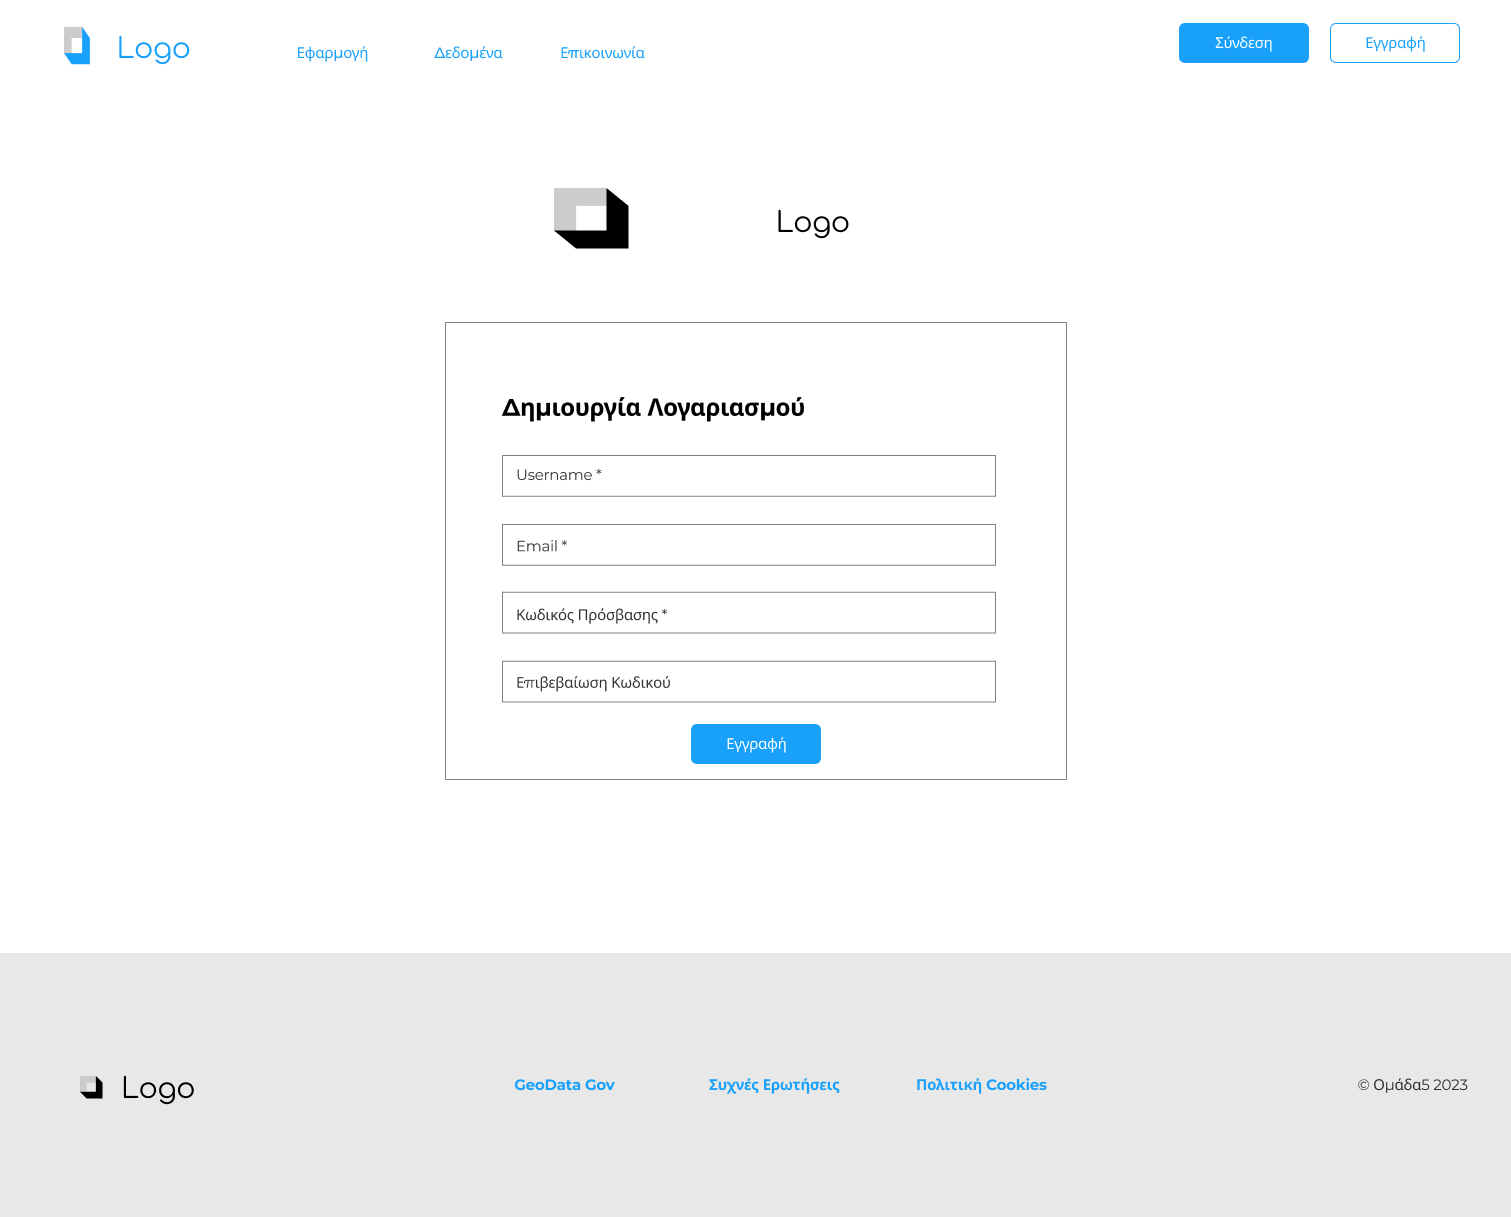 Logo
Εφαρμογή
Δεδομένα
Επικοινωνία
Σύνδεση
Εγγραφή
Logo
Δημιουργία Λογαριασμού
Username *
Email *
Κωδικός Πρόσβασης *
Επιβεβαίωση Κωδικού
Εγγραφή
Logo
GeoData Gov
Συχνές Ερωτήσεις
Πολιτική Cookies
© Ομάδα5 2023